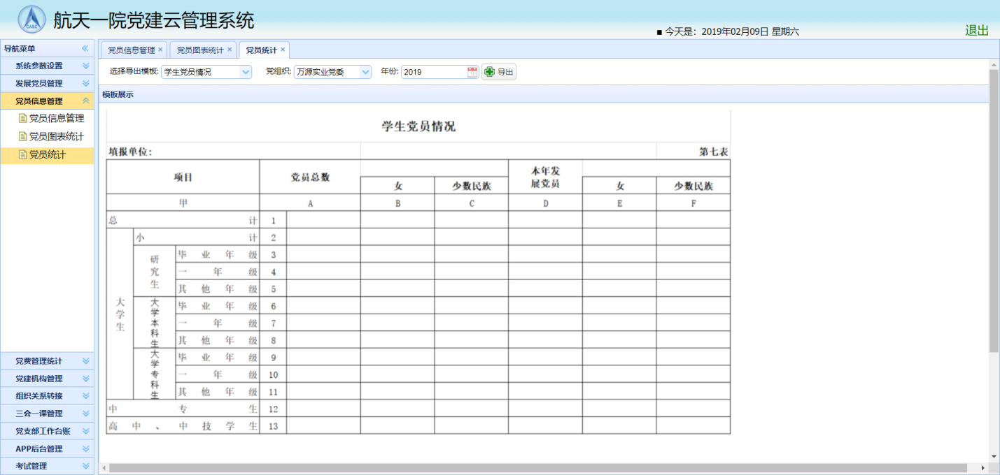 CASC
航天一院党建云管理系统
■ 今天是：2019年02月09日 星期六
退出
导航菜单
系统参数设置
发展党员管理
党员信息管理
党员信息管理
党员图表统计
党员统计
党费管理统计
党建机构管理
组织关系转接
三会一课管理
党支部工作台账
APP后台管理
考试管理
党员信息管理 ×
党员图表统计 ×
党员统计 ×
选择导出模板: 学生党员情况 党组织: 万源实业党委 年份: 2019 导出
模板展示
学生党员情况
填报单位: 第七表
项目 党员总数 女 少数民族 本年发展党员 女 少数民族
甲 A B C D E F
总 计 1
大学生 小 计 2
研究生 毕 业 年 级 3
一 年 级 4
其 他 年 级 5
大学本科生 毕 业 年 级 6
一 年 级 7
其 他 年 级 8
大学专科生 毕 业 年 级 9
一 年 级 10
其 他 年 级 11
中 专 生 12
高 中 、 中 技 学 生 13